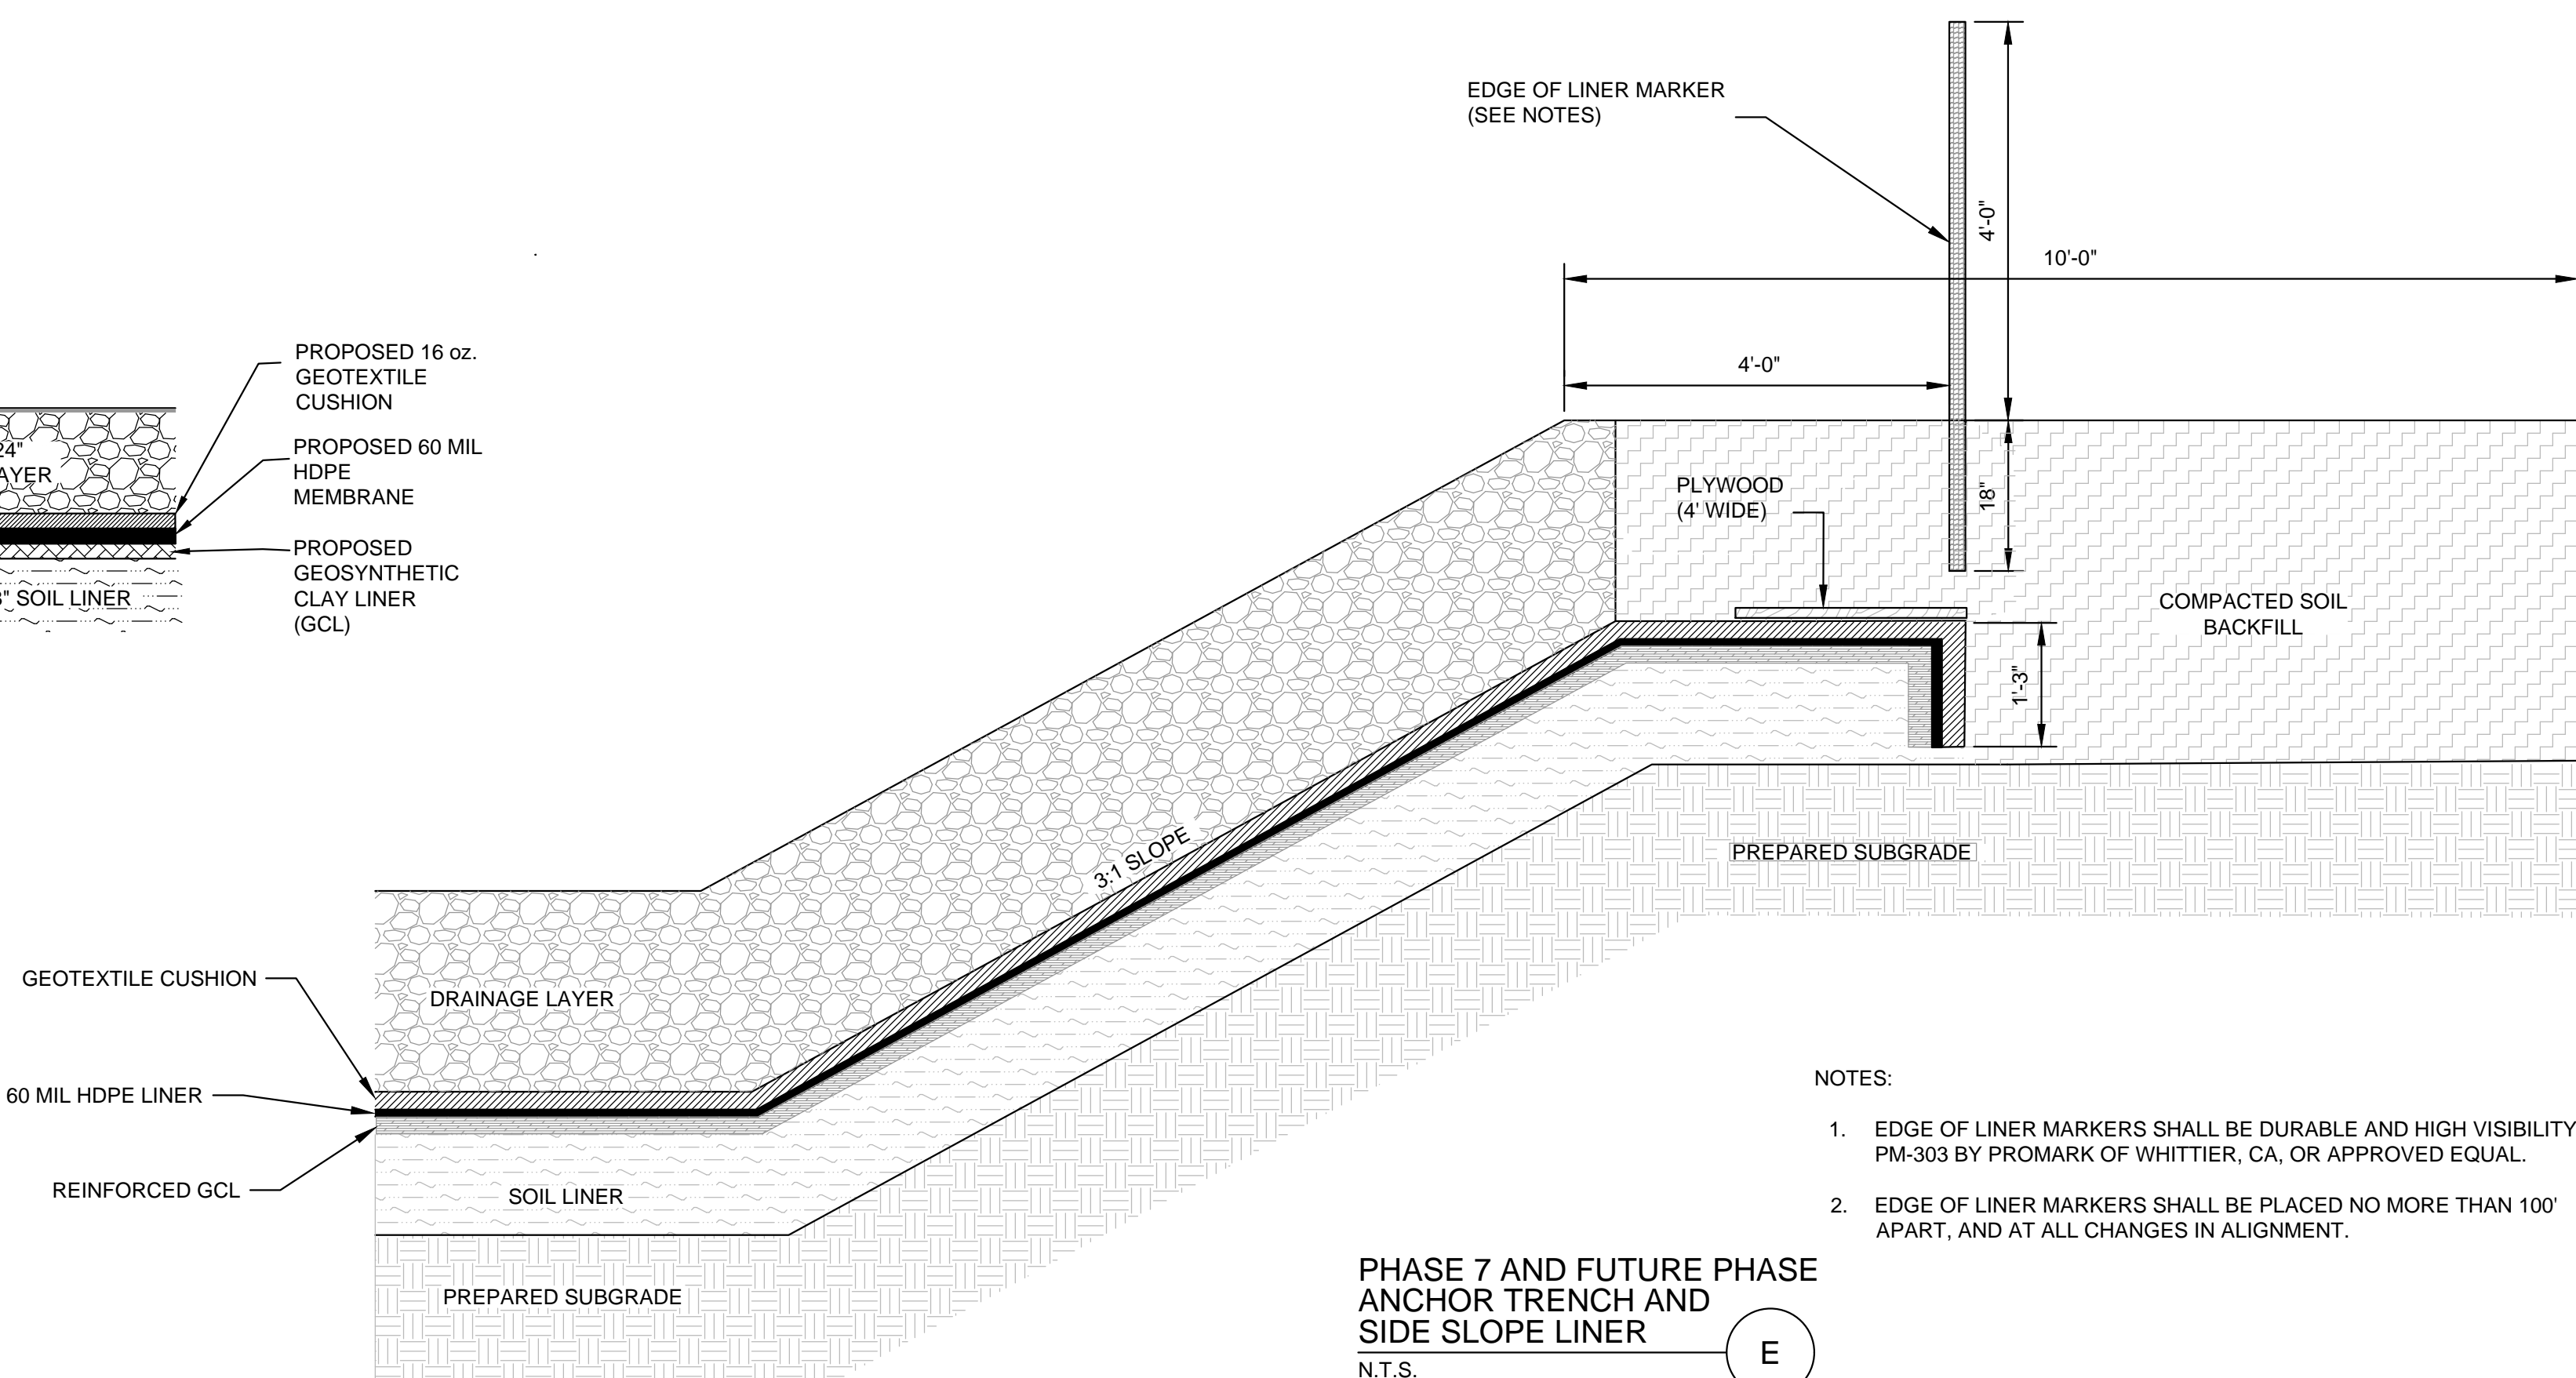 EDGE OF LINER MARKER
(SEE NOTES)
4'-0"
10'-0"
4'-0"
18"
PLYWOOD
(4' WIDE)
COMPACTED SOIL
BACKFILL
1'-3"
PROPOSED 16 oz.
GEOTEXTILE
CUSHION
PROPOSED 60 MIL
HDPE
MEMBRANE
PROPOSED
GEOSYNTHETIC
CLAY LINER
(GCL)
24"
SOIL LINER
3:1 SLOPE
PREPARED SUBGRADE
GEOTEXTILE CUSHION
DRAINAGE LAYER
60 MIL HDPE LINER
REINFORCED GCL
SOIL LINER
PREPARED SUBGRADE
NOTES:
1. EDGE OF LINER MARKERS SHALL BE DURABLE AND HIGH VISIBILITY
PM-303 BY PROMARK OF WHITTIER, CA, OR APPROVED EQUAL.
2. EDGE OF LINER MARKERS SHALL BE PLACED NO MORE THAN 100'
APART, AND AT ALL CHANGES IN ALIGNMENT.
PHASE 7 AND FUTURE PHASE
ANCHOR TRENCH AND
SIDE SLOPE LINER
E
N.T.S.